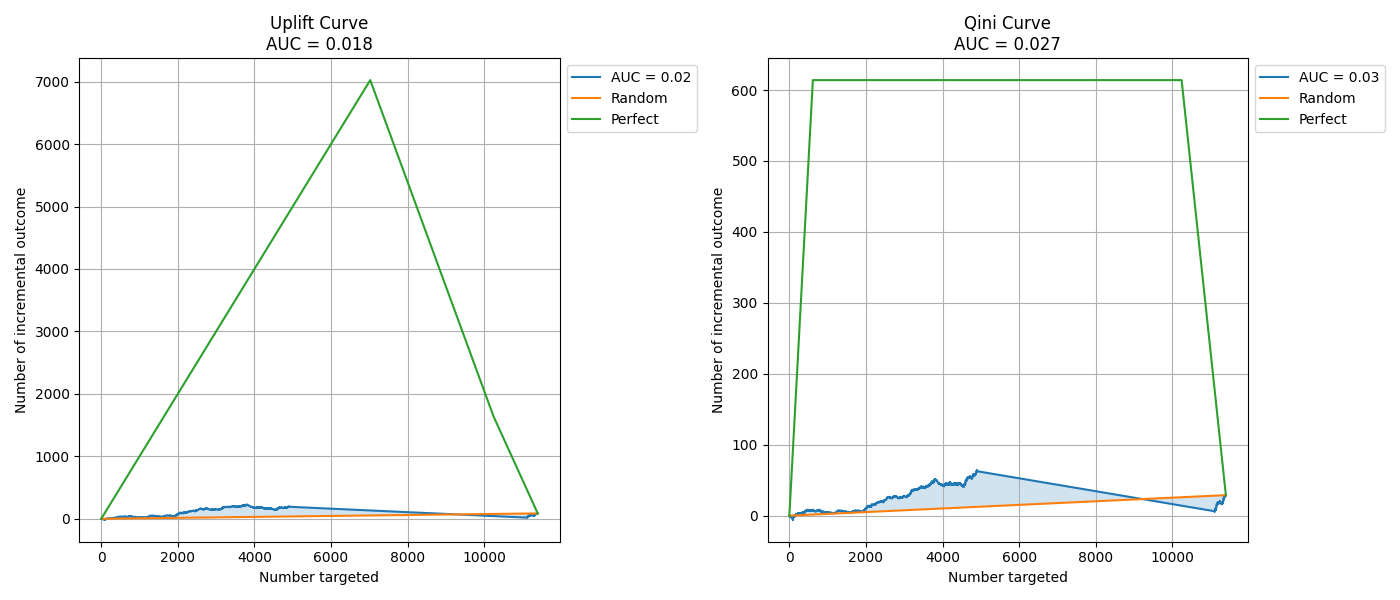 Uplift Curve
AUC = 0.018
7000
6000
5000
4000
3000
2000
1000
0
Number of incremental outcome
0 2000 4000 6000 8000 10000
Number targeted
AUC = 0.02
Random
Perfect
Qini Curve
AUC = 0.027
600
500
400
300
200
100
0
Number of incremental outcome
0 2000 4000 6000 8000 10000
Number targeted
AUC = 0.03
Random
Perfect